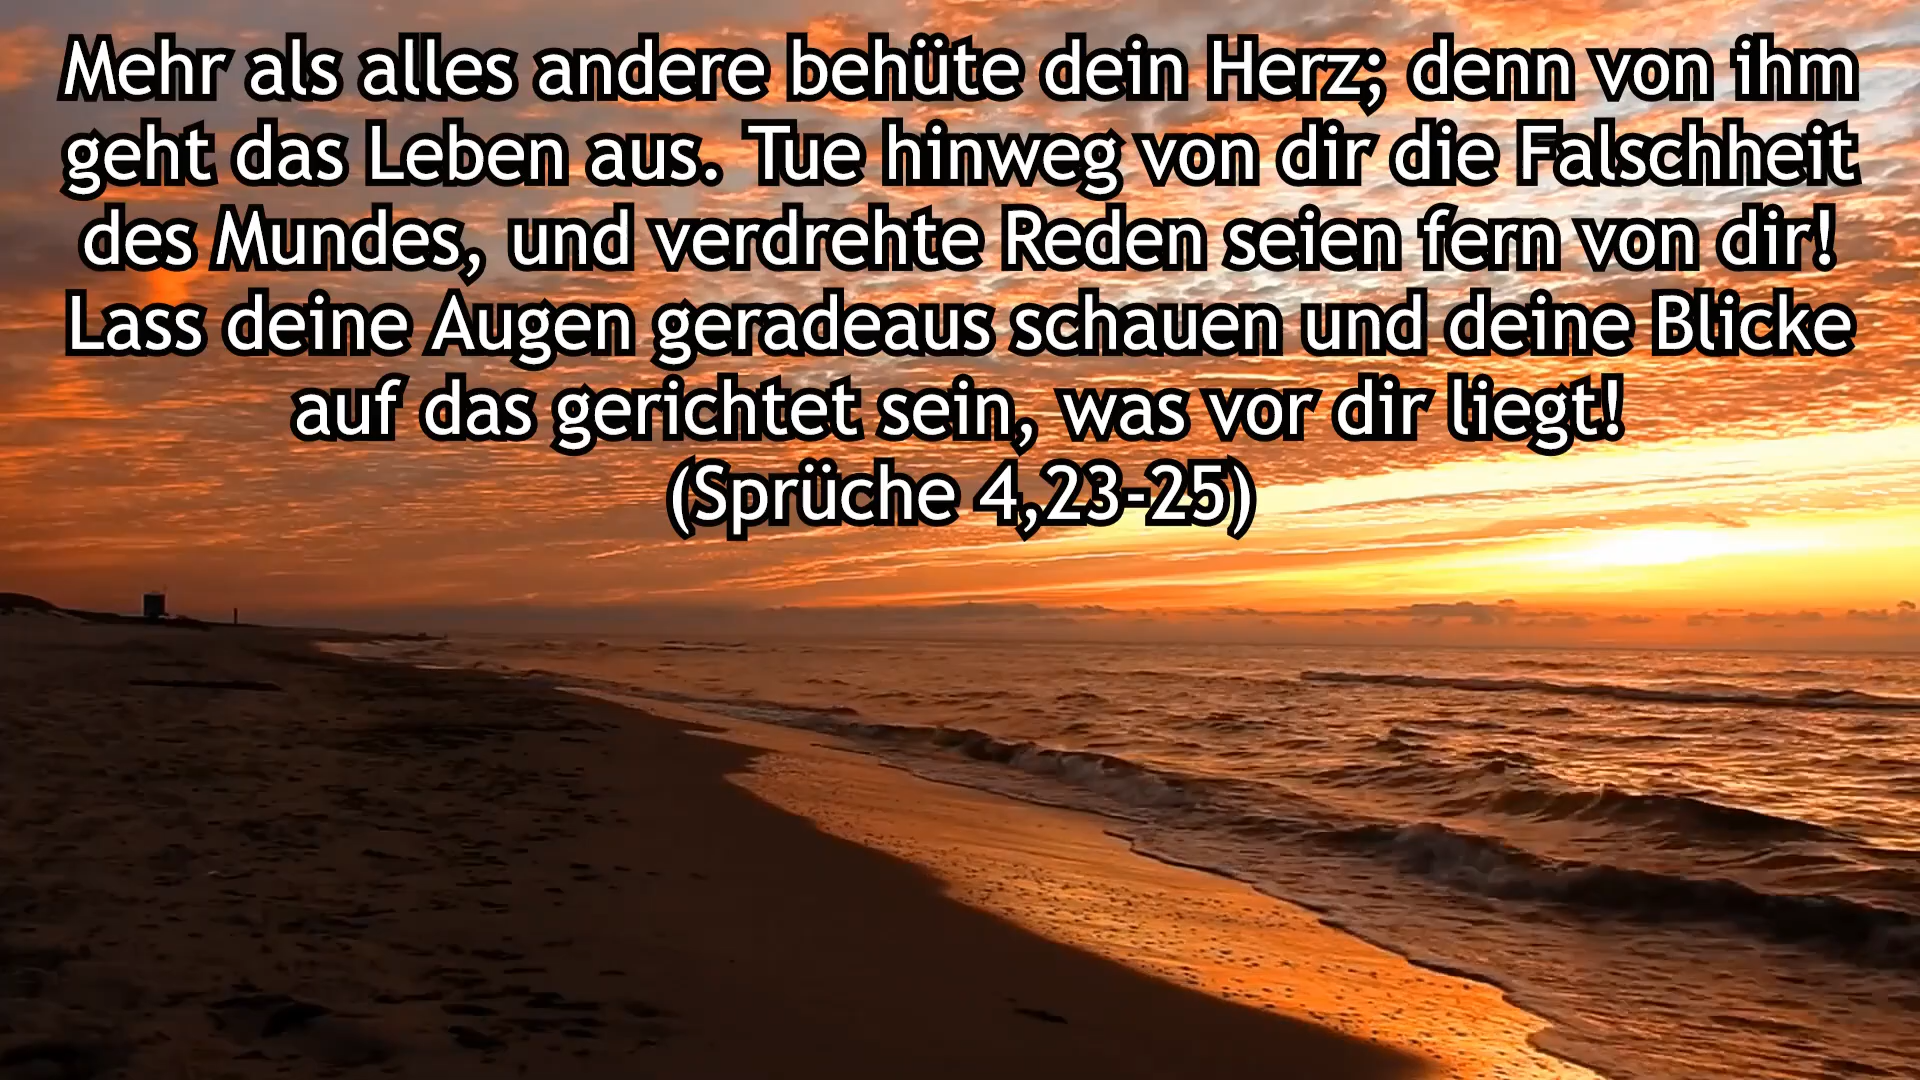 Mehr als alles andere behüte dein Herz; denn von ihm
geht das Leben aus. Tue hinweg von dir die Falschheit
des Mundes, und verdrehte Reden seien fern von dir!
Lass deine Augen geradeaus schauen und deine Blicke
auf das gerichtet sein, was vor dir liegt!
(Sprüche 4,23-25)